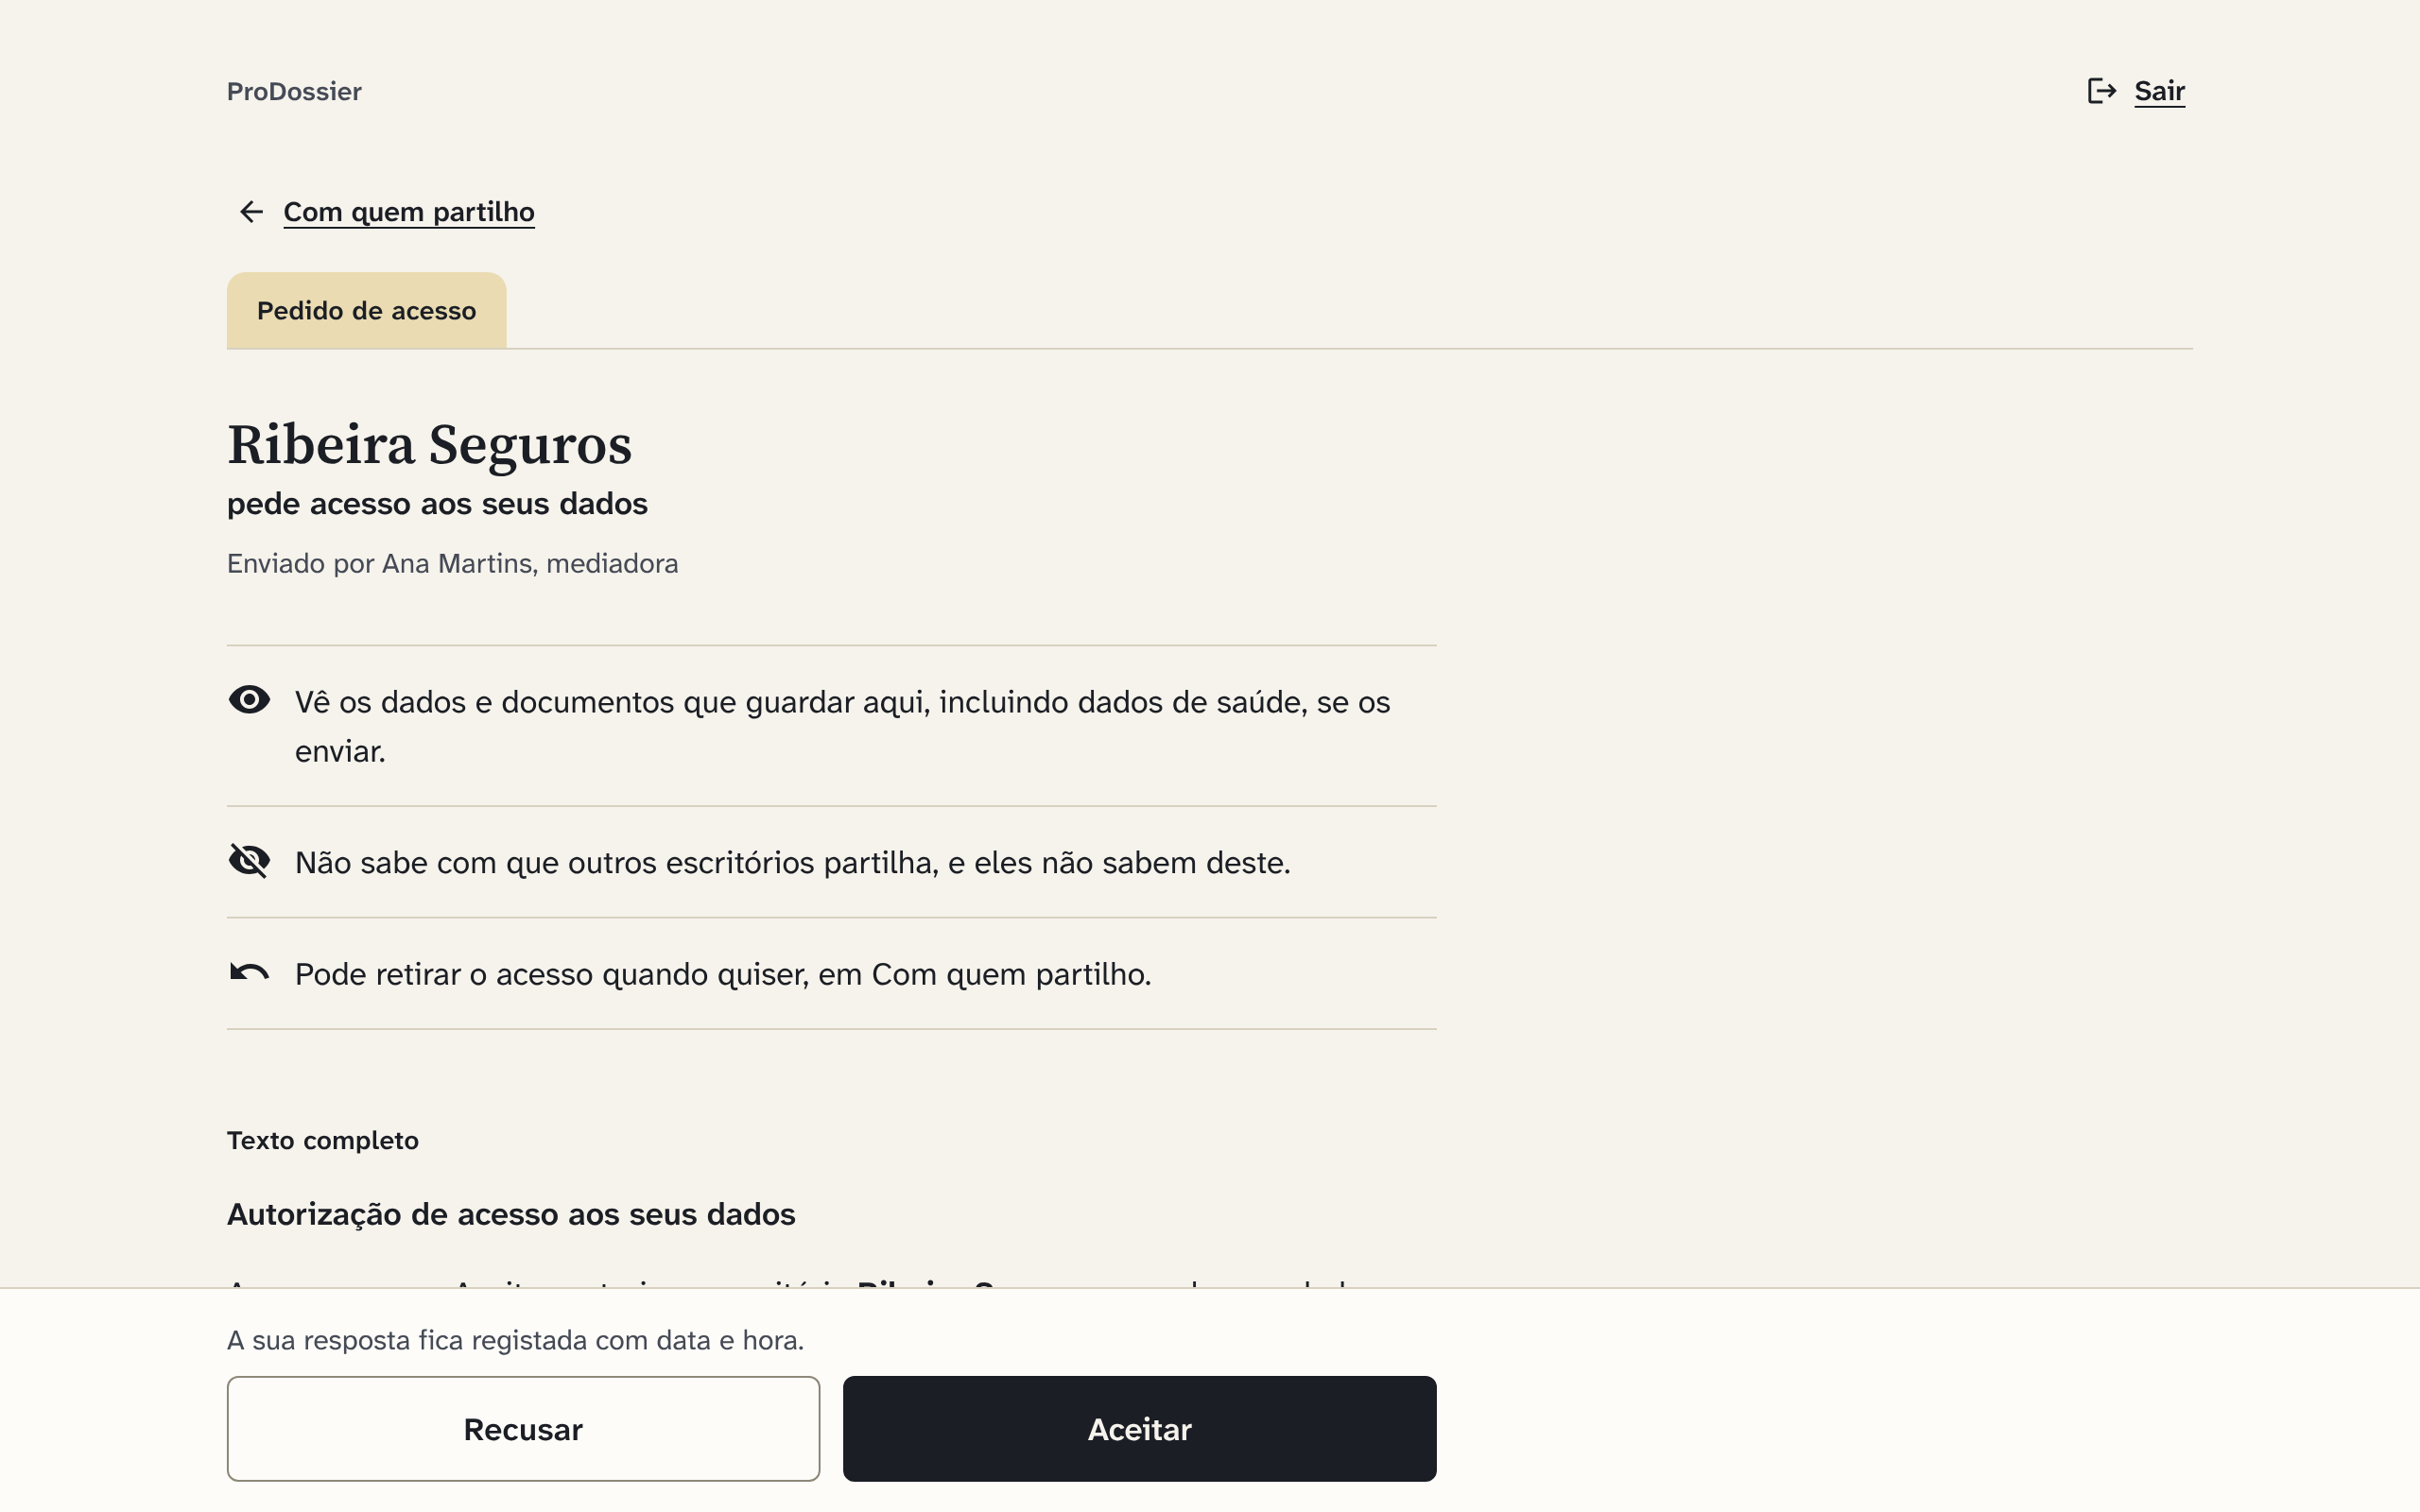 ProDossier
Sair
Com quem partilho
Pedido de acesso
Ribeira Seguros
pede acesso aos seus dados
Enviado por Ana Martins, mediadora
Vê os dados e documentos que guardar aqui, incluindo dados de saúde, se os
enviar.
Não sabe com que outros escritórios partilha, e eles não sabem deste.
Pode retirar o acesso quando quiser, em Com quem partilho.
Texto completo
Autorização de acesso aos seus dados
A sua resposta fica registada com data e hora.
Recusar
Aceitar